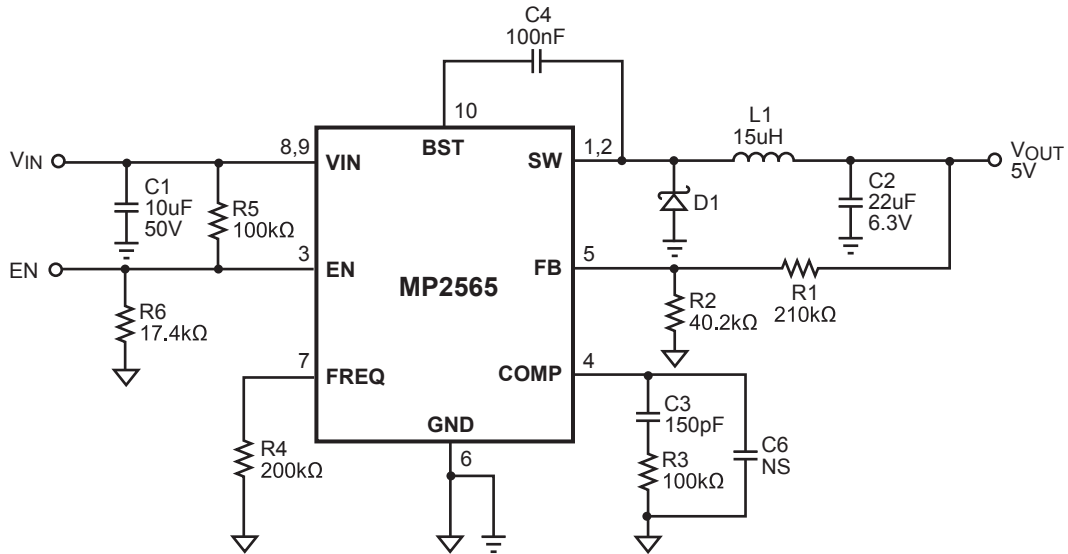 C4
100nF
10
BST
VIN
8,9
VIN
SW
1,2
L1
15uH
VOUT
5V
C1
10uF
50V
R5
100kΩ
D1
C2
22uF
6.3V
EN
3
EN
MP2565
FB
5
R1
210kΩ
R2
40.2kΩ
R6
17.4kΩ
7
FREQ
COMP
4
GND
6
R4
200kΩ
C3
150pF
R3
100kΩ
C6
NS